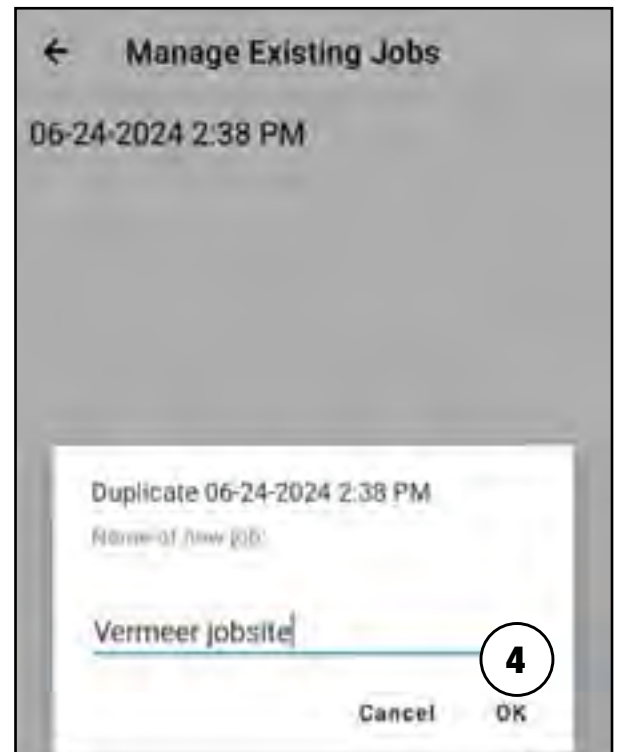 ← Manage Existing Jobs
06-24-2024 2:38 PM
Duplicate 06-24-2024 2:38 PM
Name of new job:
Vermeer jobsite
4
Cancel OK